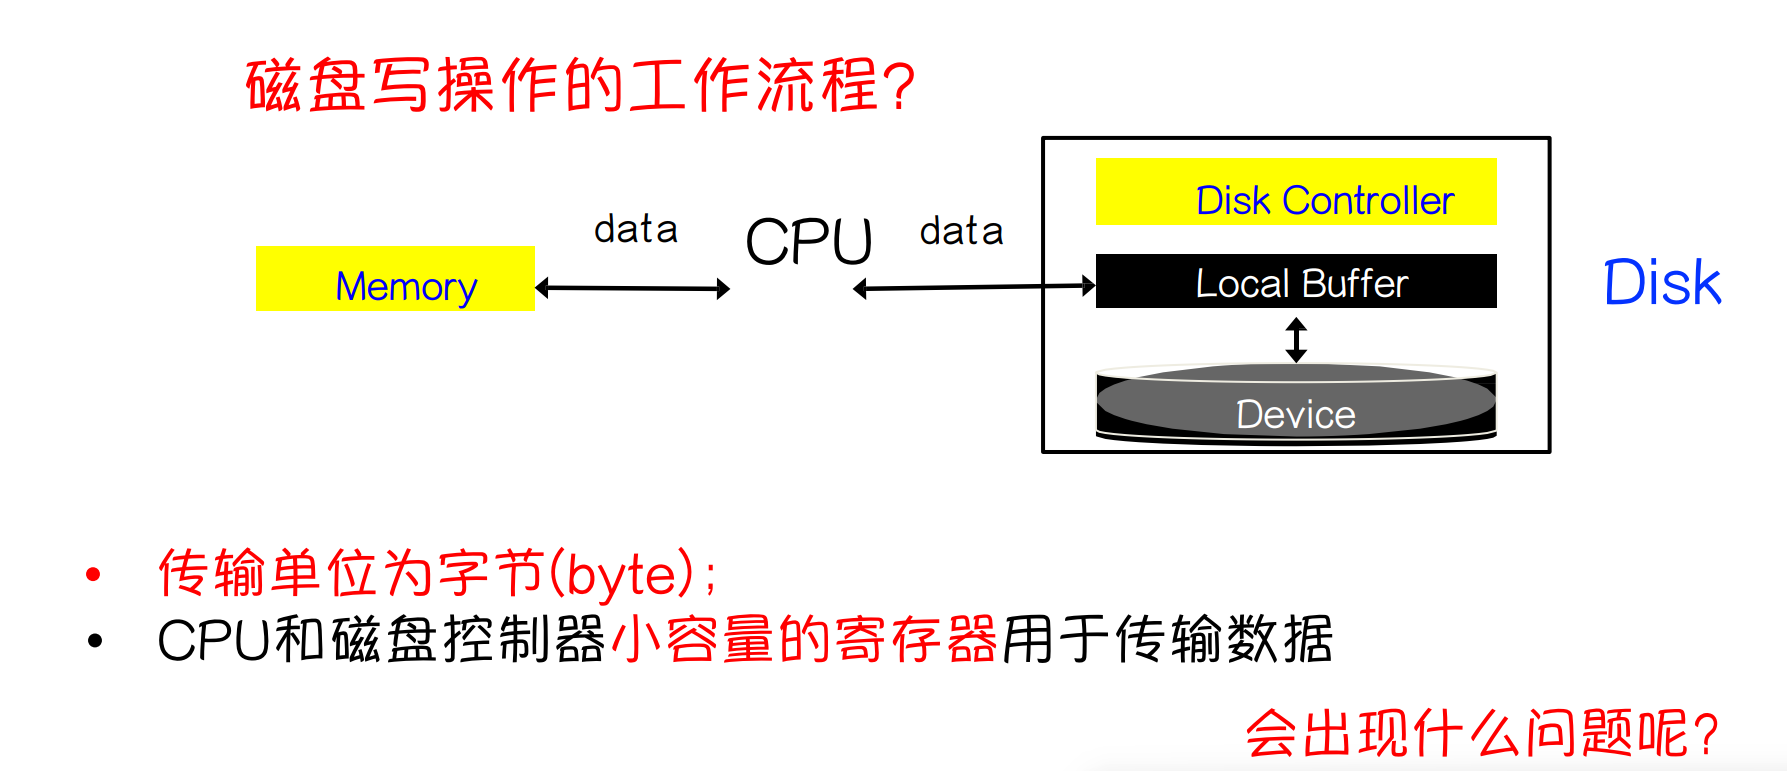 磁盘写操作的工作流程?
Disk Controller
data CPU data
Memory
Local Buffer
Disk
Device
• 传输单位为字节(byte);
• CPU和磁盘控制器小容量的寄存器用于传输数据
会出现什么问题呢?